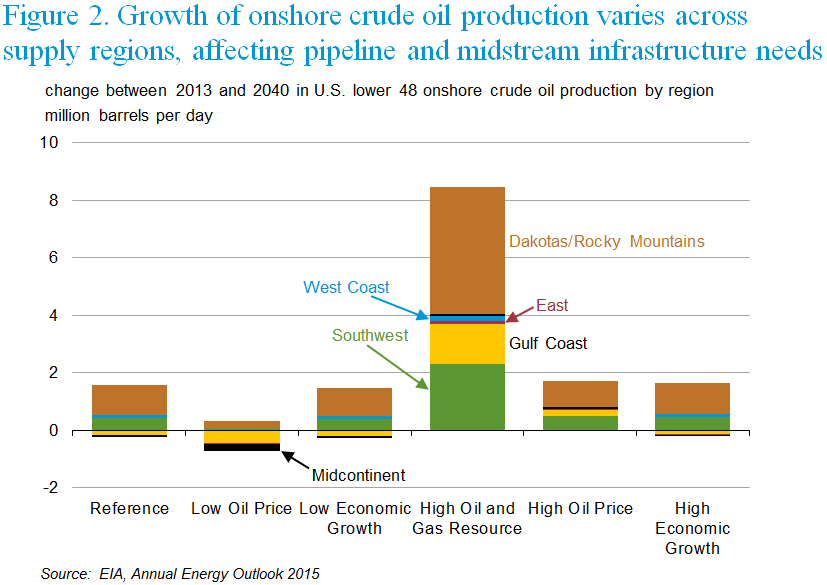 Figure 2. Growth of onshore crude oil production varies across
supply regions, affecting pipeline and midstream infrastructure needs
change between 2013 and 2040 in U.S. lower 48 onshore crude oil production by region
million barrels per day
10
8
Dakotas/Rocky Mountains
6
West Coast
East
4
Southwest
Gulf Coast
2
0
Midcontinent
-2
Reference
Low Oil Price
Low Economic
Growth
High Oil and
Gas Resource
High Oil Price
High
Economic
Growth
Source: EIA, Annual Energy Outlook 2015